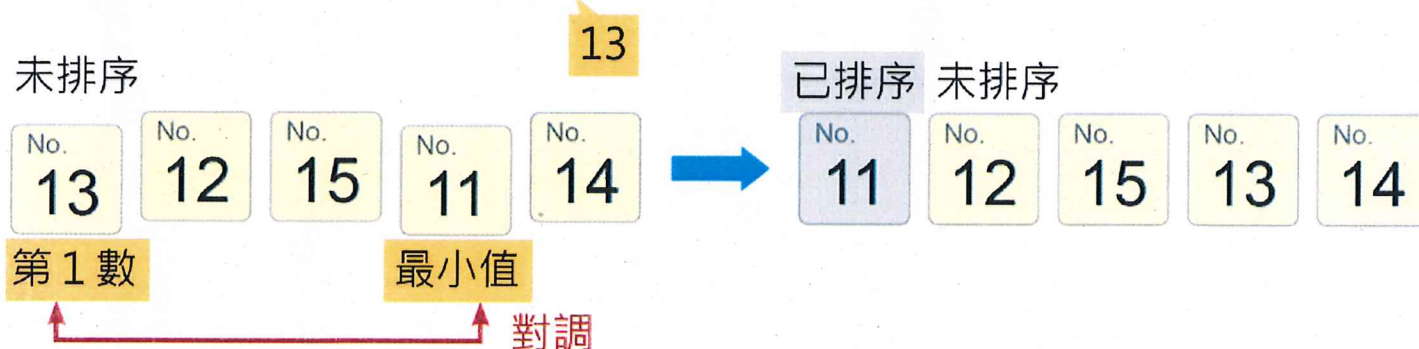 13
未排序
No. No. No. No. No.
13 12 15 11 14
第1數 最小值
對調
已排序 未排序
No. No. No. No. No.
11 12 15 13 14